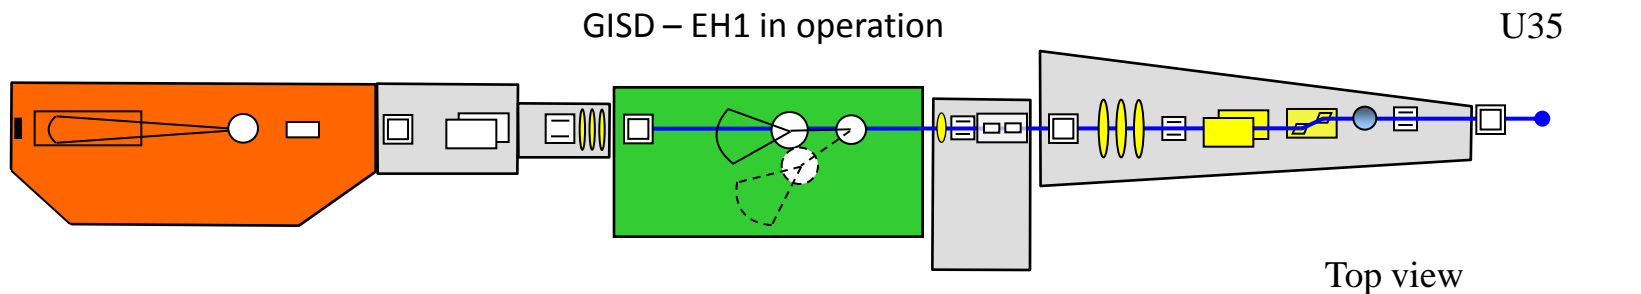 GISD – EH1 in operation
U35
Top view